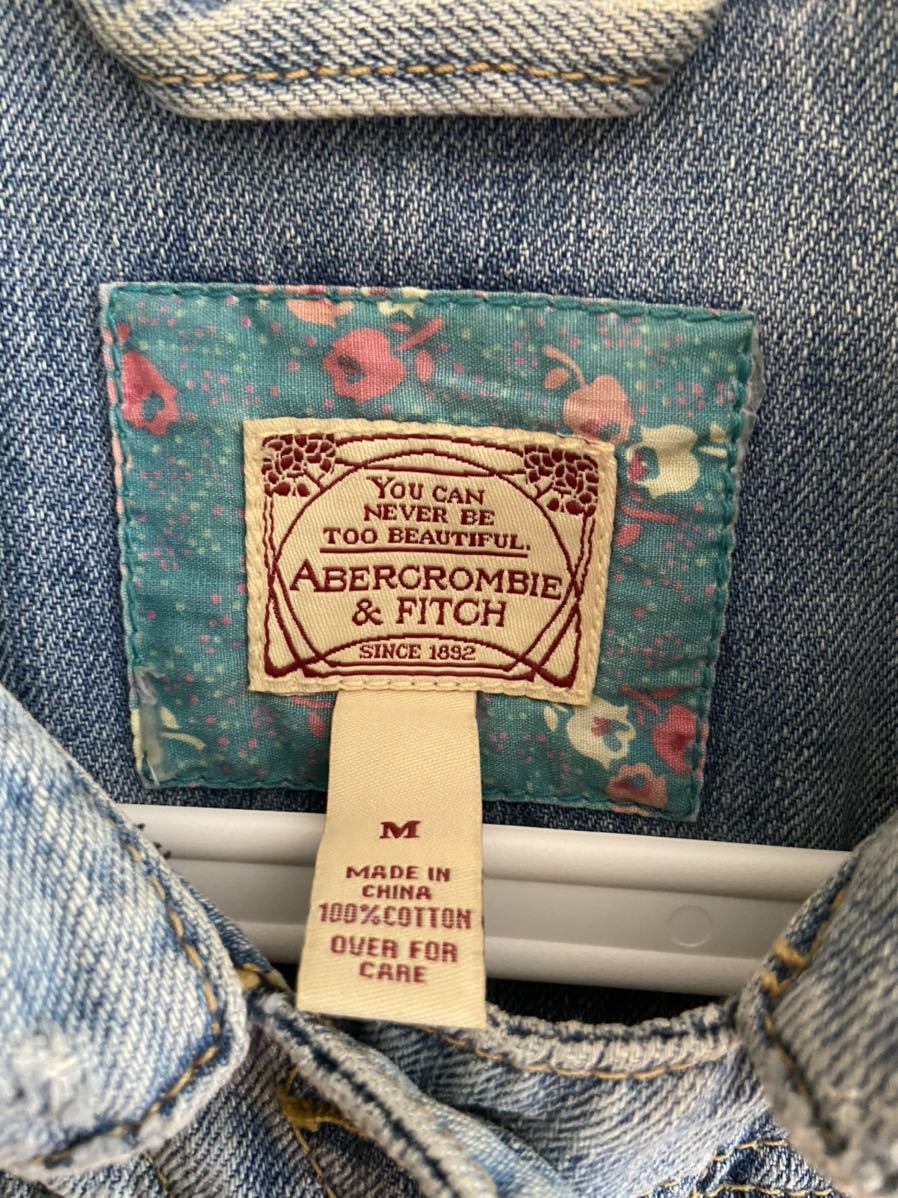 YOU CAN
NEVER BE
TOO BEAUTIFUL.
ABERCROMBIE
& FITCH
SINCE 1892
M
MADE IN
CHINA
100%COTTON
OVER FOR
CARE